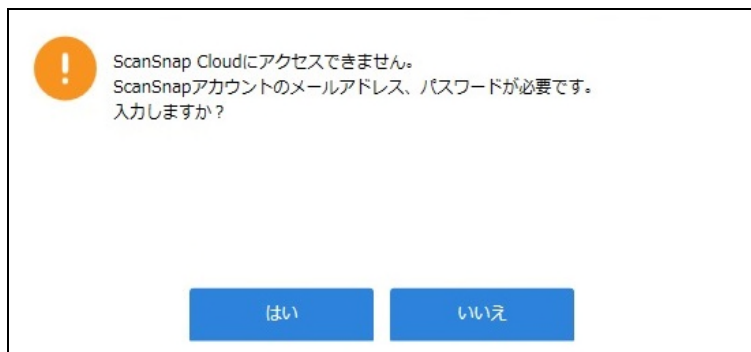 ScanSnap Cloudにアクセスできません。
ScanSnapアカウントのメールアドレス、パスワードが必要です。
入力しますか？
はい
いいえ